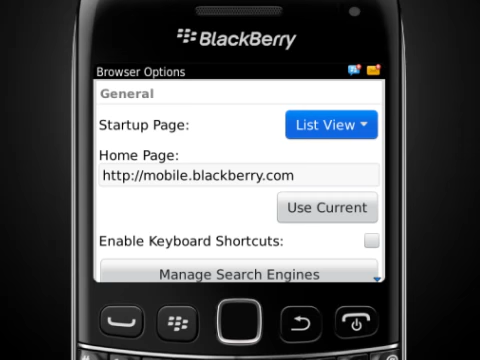 BlackBerry
Browser Options
General
Startup Page: List View
Home Page:
http://mobile.blackberry.com
Use Current
Enable Keyboard Shortcuts:
Manage Search Engines